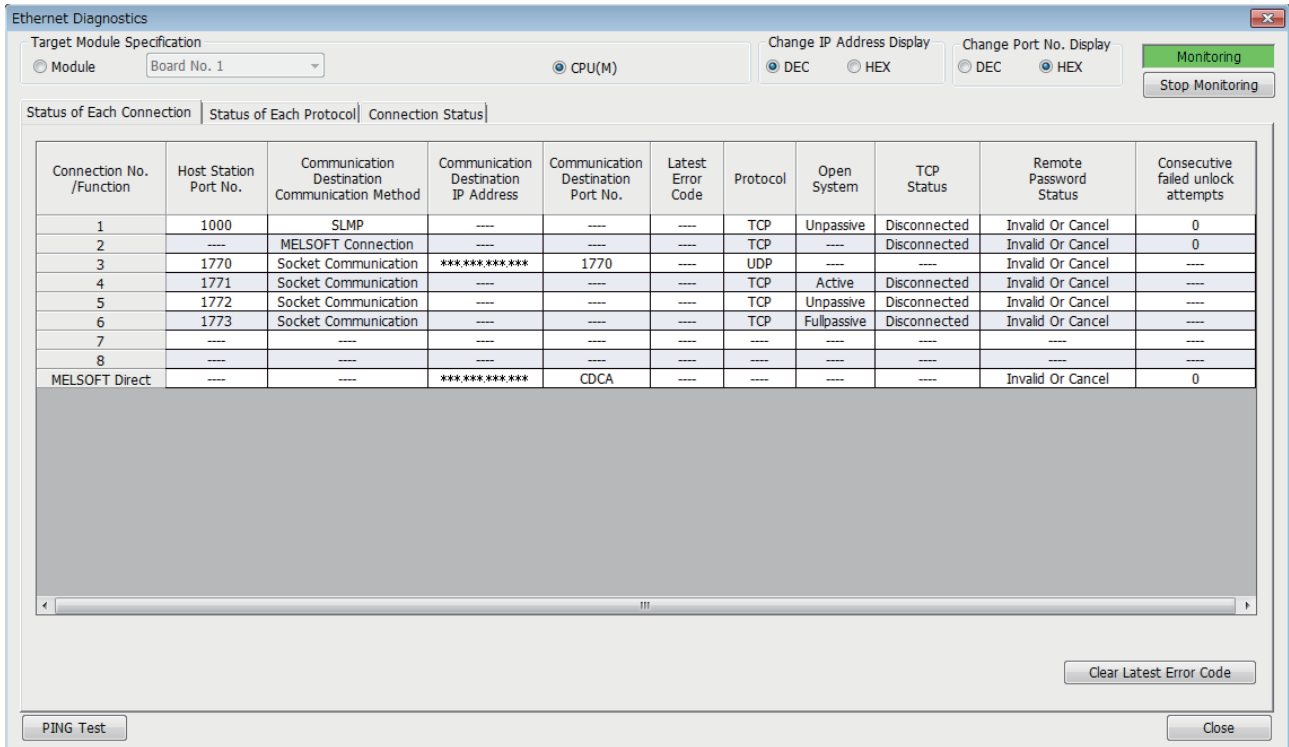 Ethernet Diagnostics
Target Module Specification
Module
Board No. 1
CPU(M)
Change IP Address Display
DEC
HEX
Change Port No. Display
DEC
HEX
Monitoring
Stop Monitoring
Status of Each Connection
Status of Each Protocol
Connection Status
Connection No. /Function
Host Station Port No.
Communication Destination Communication Method
Communication Destination IP Address
Communication Destination Port No.
Latest Error Code
Protocol
Open System
TCP Status
Remote Password Status
Consecutive failed unlock attempts
1 1000 SLMP ---- ---- ---- TCP Unpassive Disconnected Invalid Or Cancel 0
2 ---- MELSOFT Connection ---- ---- ---- TCP ---- Disconnected Invalid Or Cancel 0
3 1770 Socket Communication ***.***.***.*** 1770 ---- UDP ---- ---- Invalid Or Cancel ----
4 1771 Socket Communication ---- ---- ---- TCP Active Disconnected Invalid Or Cancel ----
5 1772 Socket Communication ---- ---- ---- TCP Unpassive Disconnected Invalid Or Cancel ----
6 1773 Socket Communication ---- ---- ---- TCP Fullpassive Disconnected Invalid Or Cancel ----
7 ---- ---- ---- ---- ---- ---- ---- ---- ---- ----
8 ---- ---- ---- ---- ---- ---- ---- ---- ---- ----
MELSOFT Direct ---- ---- ***.***.***.*** CDCA ---- ---- ---- ---- Invalid Or Cancel 0
Clear Latest Error Code
PING Test
Close